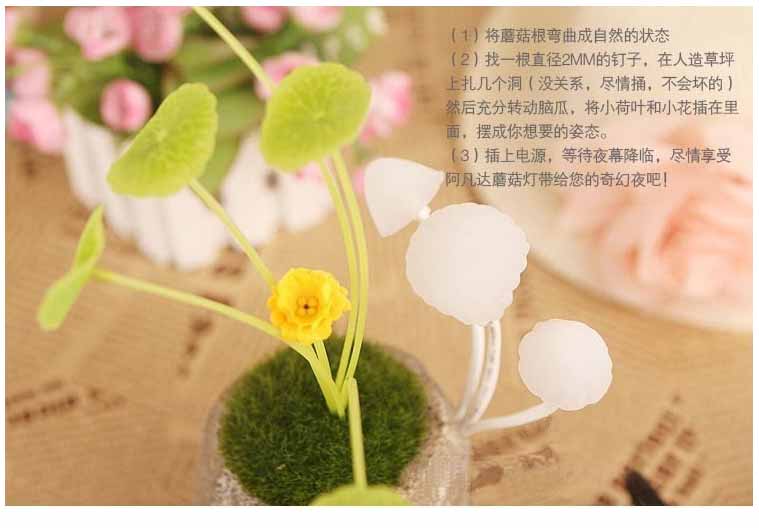 （1）将蘑菇根弯曲成自然的状态
（2）找一根直径2MM的钉子，在人造草坪
上扎几个洞（没关系，尽情捅，不会坏的）
然后充分转动脑瓜，将小荷叶和小花插在里
面，摆成你想要的姿态。
（3）插上电源，等待夜幕降临，尽情享受
阿凡达蘑菇灯带给您的奇幻夜吧！